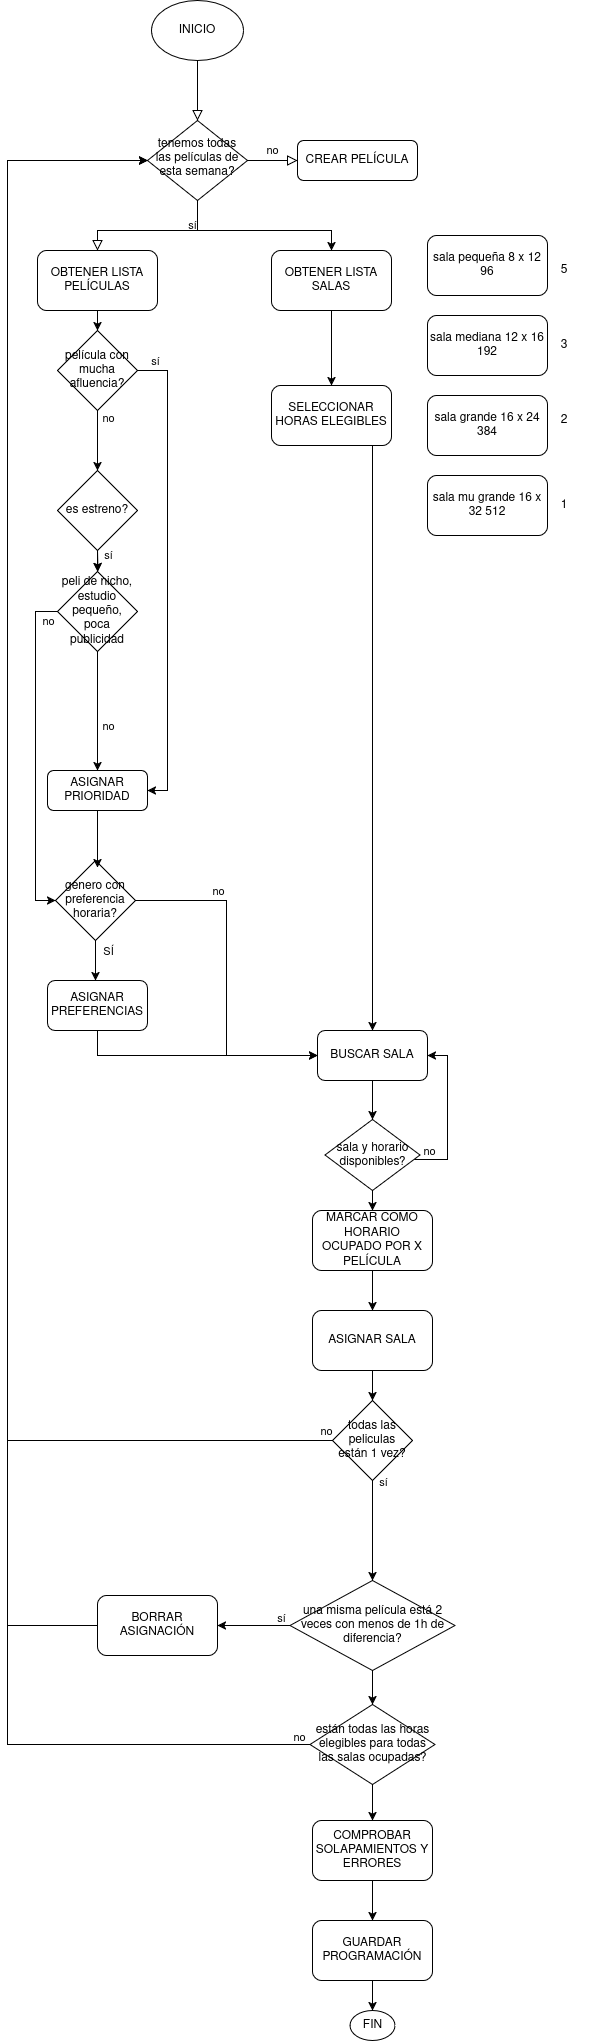 INICIO
tenemos todas
las películas de
esta semana?
no
CREAR PELÍCULA
sí
OBTENER LISTA
PELÍCULAS
OBTENER LISTA
SALAS
sala pequeña 8 x 12
96
5
película con
mucha
afluencia?
sí
no
sala mediana 12 x 16
192
3
SELECCIONAR
HORAS ELEGIBLES
sala grande 16 x 24
384
2
es estreno?
sí
sala mu grande 16 x
32 512
1
peli de nicho,
estudio
pequeño,
poca
publicidad
no
no
ASIGNAR
PRIORIDAD
género con
preferencia
horaria?
no
SÍ
ASIGNAR
PREFERENCIAS
BUSCAR SALA
sala y horario
disponibles?
no
MARCAR COMO
HORARIO
OCUPADO POR X
PELÍCULA
ASIGNAR SALA
todas las
peliculas
están 1 vez?
no
sí
una misma película está 2
veces con menos de 1h de
diferencia?
sí
BORRAR
ASIGNACIÓN
están todas las horas
elegibles para todas
las salas ocupadas?
no
COMPROBAR
SOLAPAMIENTOS Y
ERRORES
GUARDAR
PROGRAMACIÓN
FIN